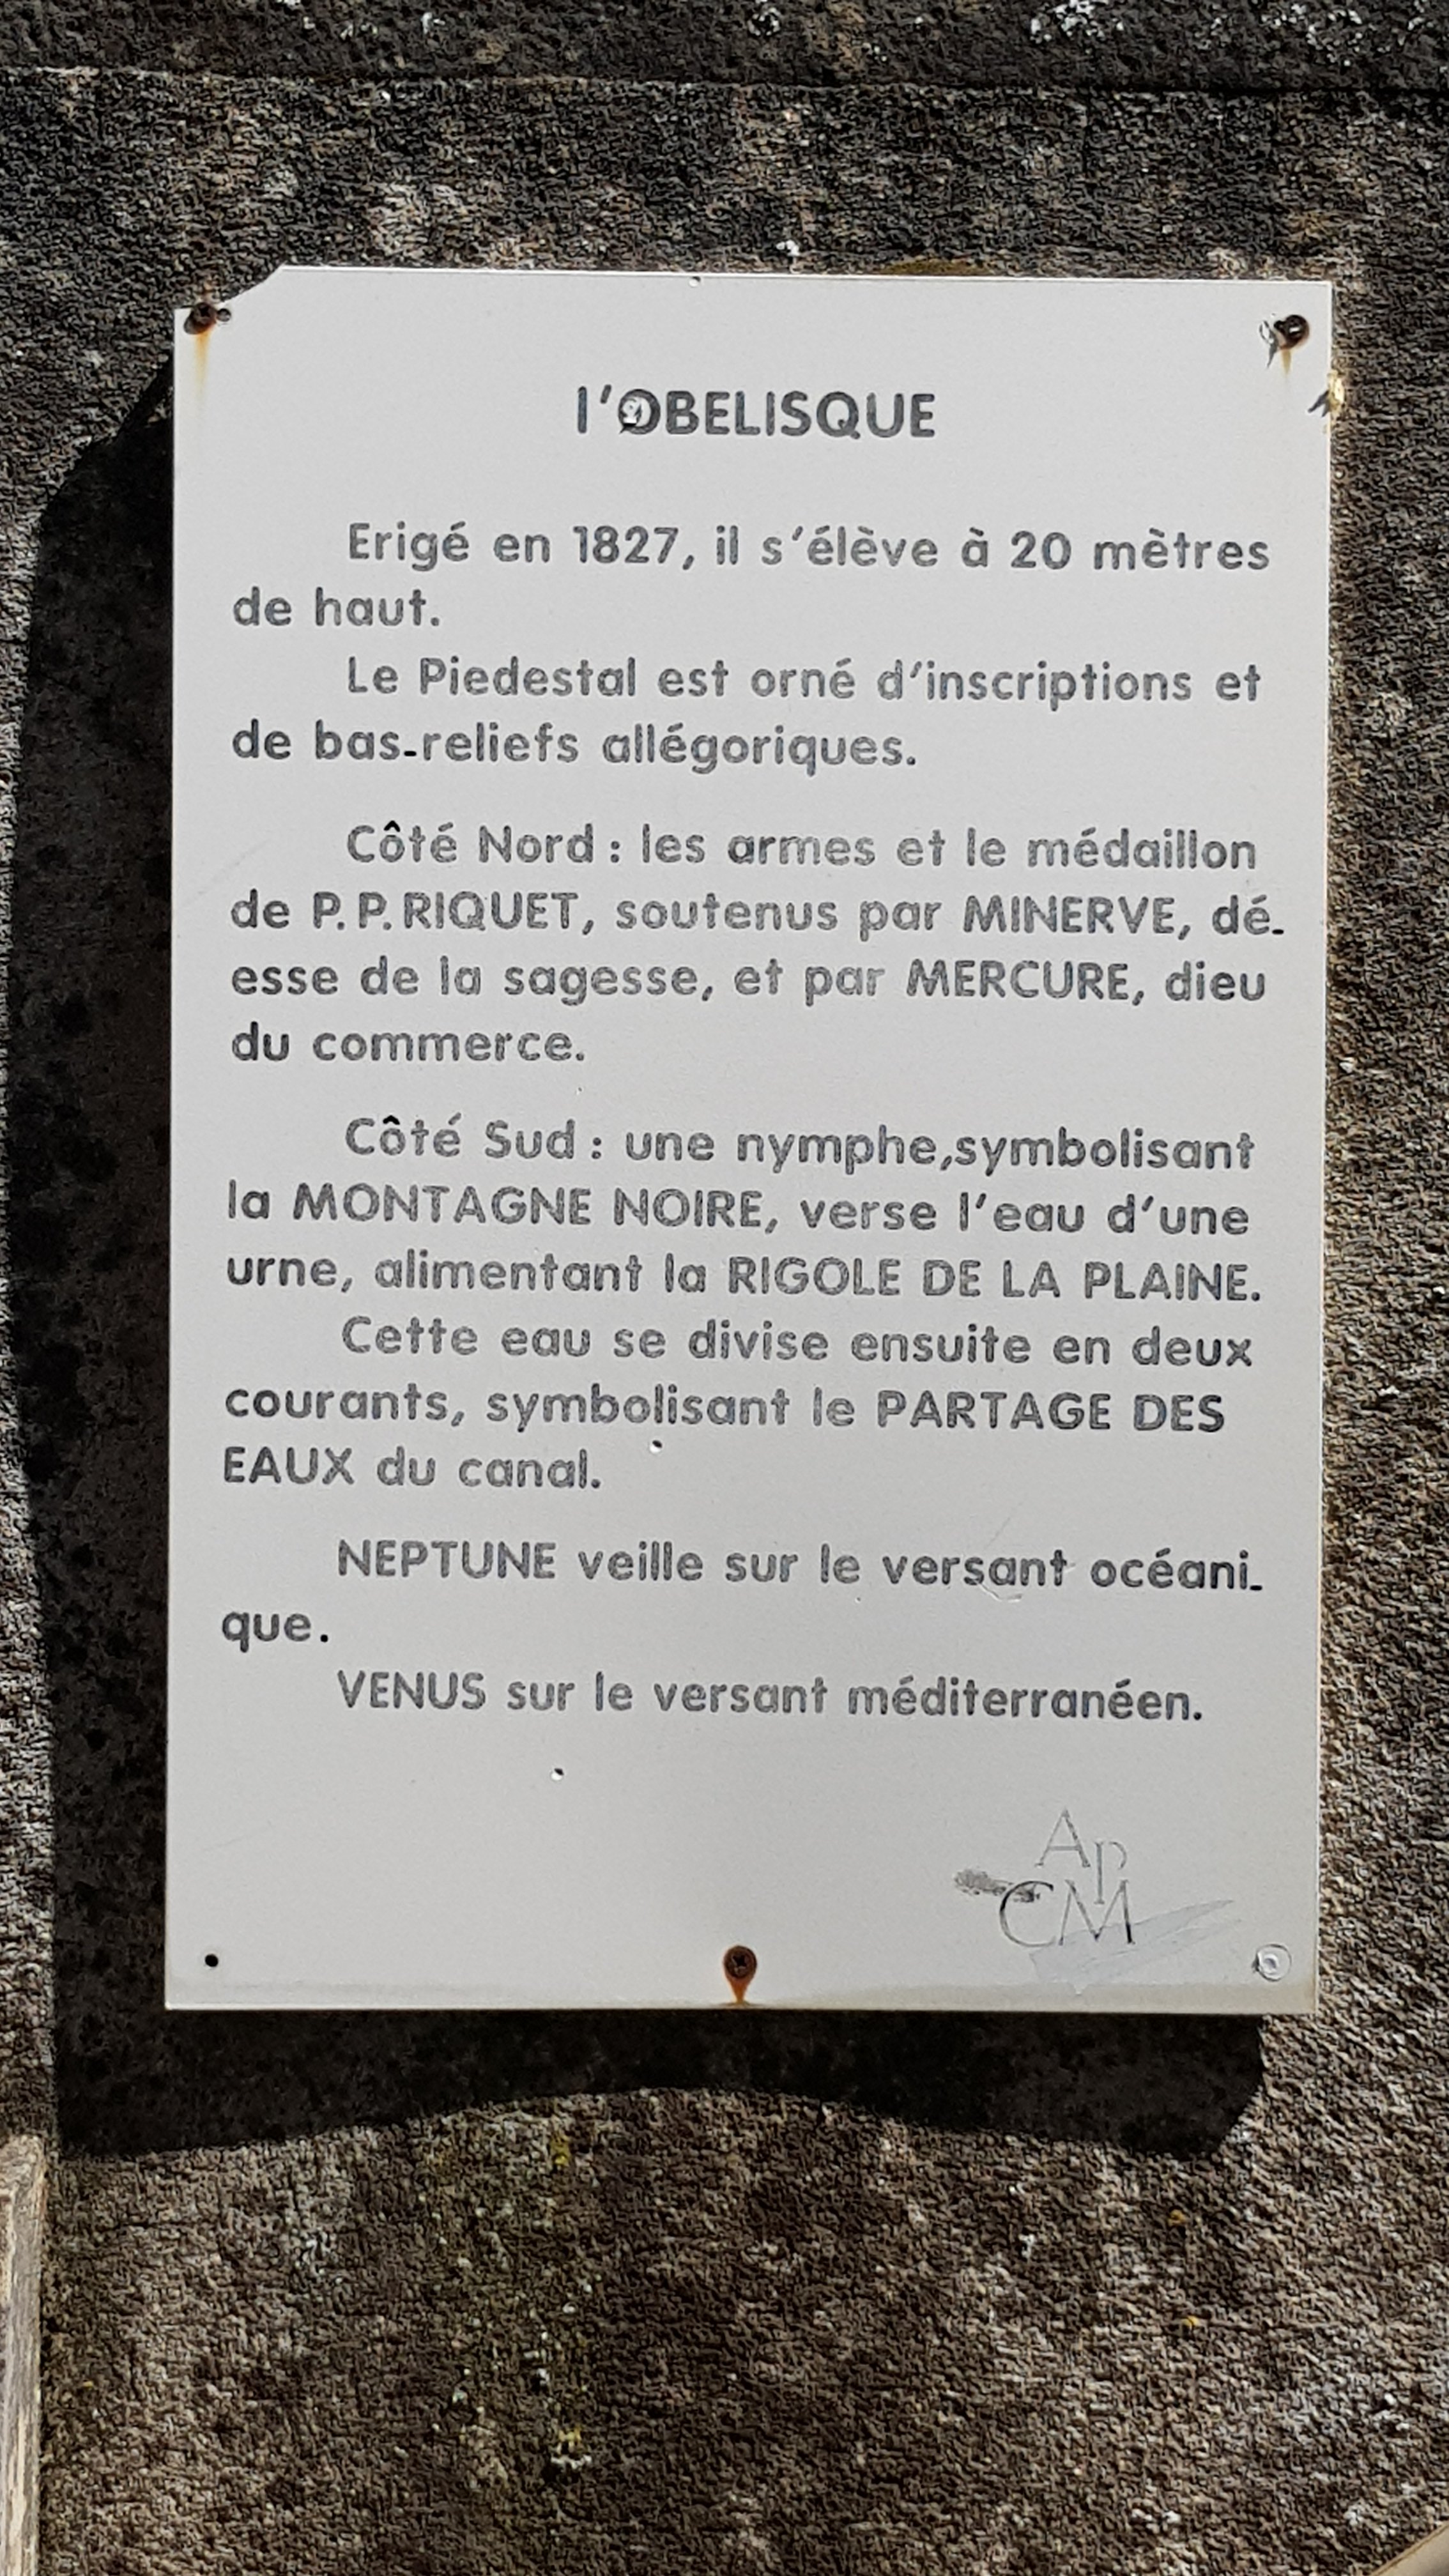 l'OBELISQUE
Erigé en 1827, il s'élève à 20 mètres
de haut.
Le Piedestal est orné d'inscriptions et
de bas-reliefs allégoriques.
Côté Nord : les armes et le médaillon
de P.P.RIQUET, soutenus par MINERVE, dé-
esse de la sagesse, et par MERCURE, dieu
du commerce.
Côté Sud : une nymphe,symbolisant
la MONTAGNE NOIRE, verse l'eau d'une
urne, alimentant la RIGOLE DE LA PLAINE.
Cette eau se divise ensuite en deux
courants, symbolisant le PARTAGE DES
EAUX du canal.
NEPTUNE veille sur le versant océani-
que.
VENUS sur le versant méditerranéen.
Ap
CM